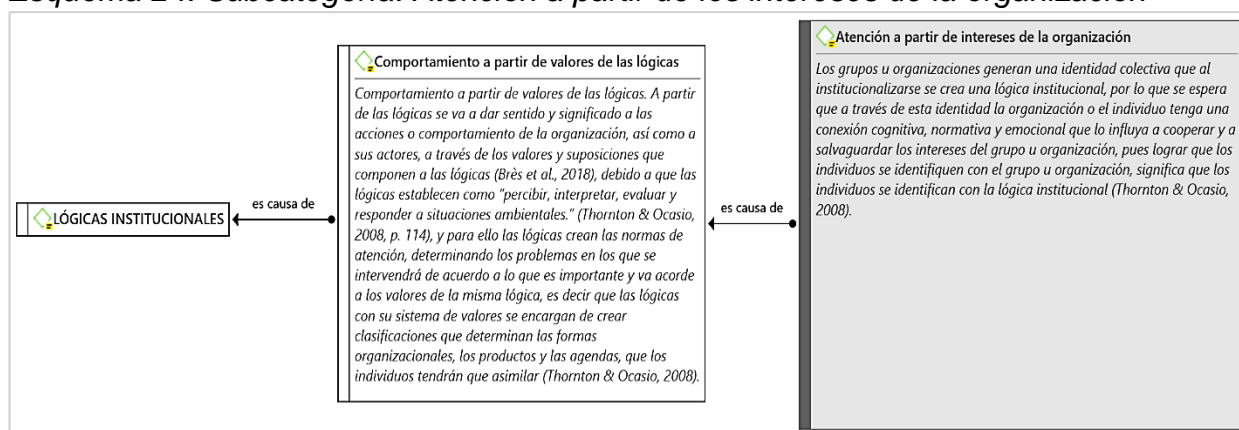 LÓGICAS INSTITUCIONALES
es causa de
Comportamiento a partir de valores de las lógicas
Comportamiento a partir de valores de las lógicas. A partir
de las lógicas se va a dar sentido y significado a las
acciones o comportamiento de la organización, así como a
sus actores, a través de los valores y suposiciones que
componen a las lógicas (Brès et al., 2018), debido a que las
lógicas establecen como "percibir, interpretar, evaluar y
responder a situaciones ambientales." (Thornton & Ocasio,
2008, p. 114), y para ello las lógicas crean las normas de
atención, determinando los problemas en los que se
intervendrá de acuerdo a lo que es importante y va acorde
a los valores de la misma lógica, es decir que las lógicas
con su sistema de valores se encargan de crear
clasificaciones que determinan las formas
organizacionales, los productos y las agendas, que los
individuos tendrán que asimilar (Thornton & Ocasio, 2008).
es causa de
Atención a partir de intereses de la organización
Los grupos u organizaciones generan una identidad colectiva que al
institucionalizarse se crea una lógica institucional, por lo que se espera
que a través de esta identidad la organización o el individuo tenga una
conexión cognitiva, normativa y emocional que lo influya a cooperar y a
salvaguardar los intereses del grupo u organización, pues lograr que los
individuos se identifiquen con el grupo u organización, significa que los
individuos se identifican con la lógica institucional (Thornton & Ocasio,
2008).